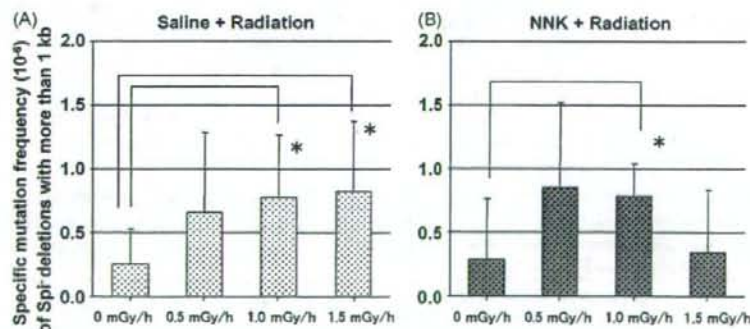 (A) Saline + Radiation
(B) NNK + Radiation
Specific mutation frequency (10⁻⁶)
of Spi⁻ deletions with more than 1 kb
2.0
1.5
1.0
0.5
0.0
*
*
0 mGy/h 0.5 mGy/h 1.0 mGy/h 1.5 mGy/h
2.0
1.5
1.0
0.5
0.0
*
0 mGy/h 0.5 mGy/h 1.0 mGy/h 1.5 mGy/h